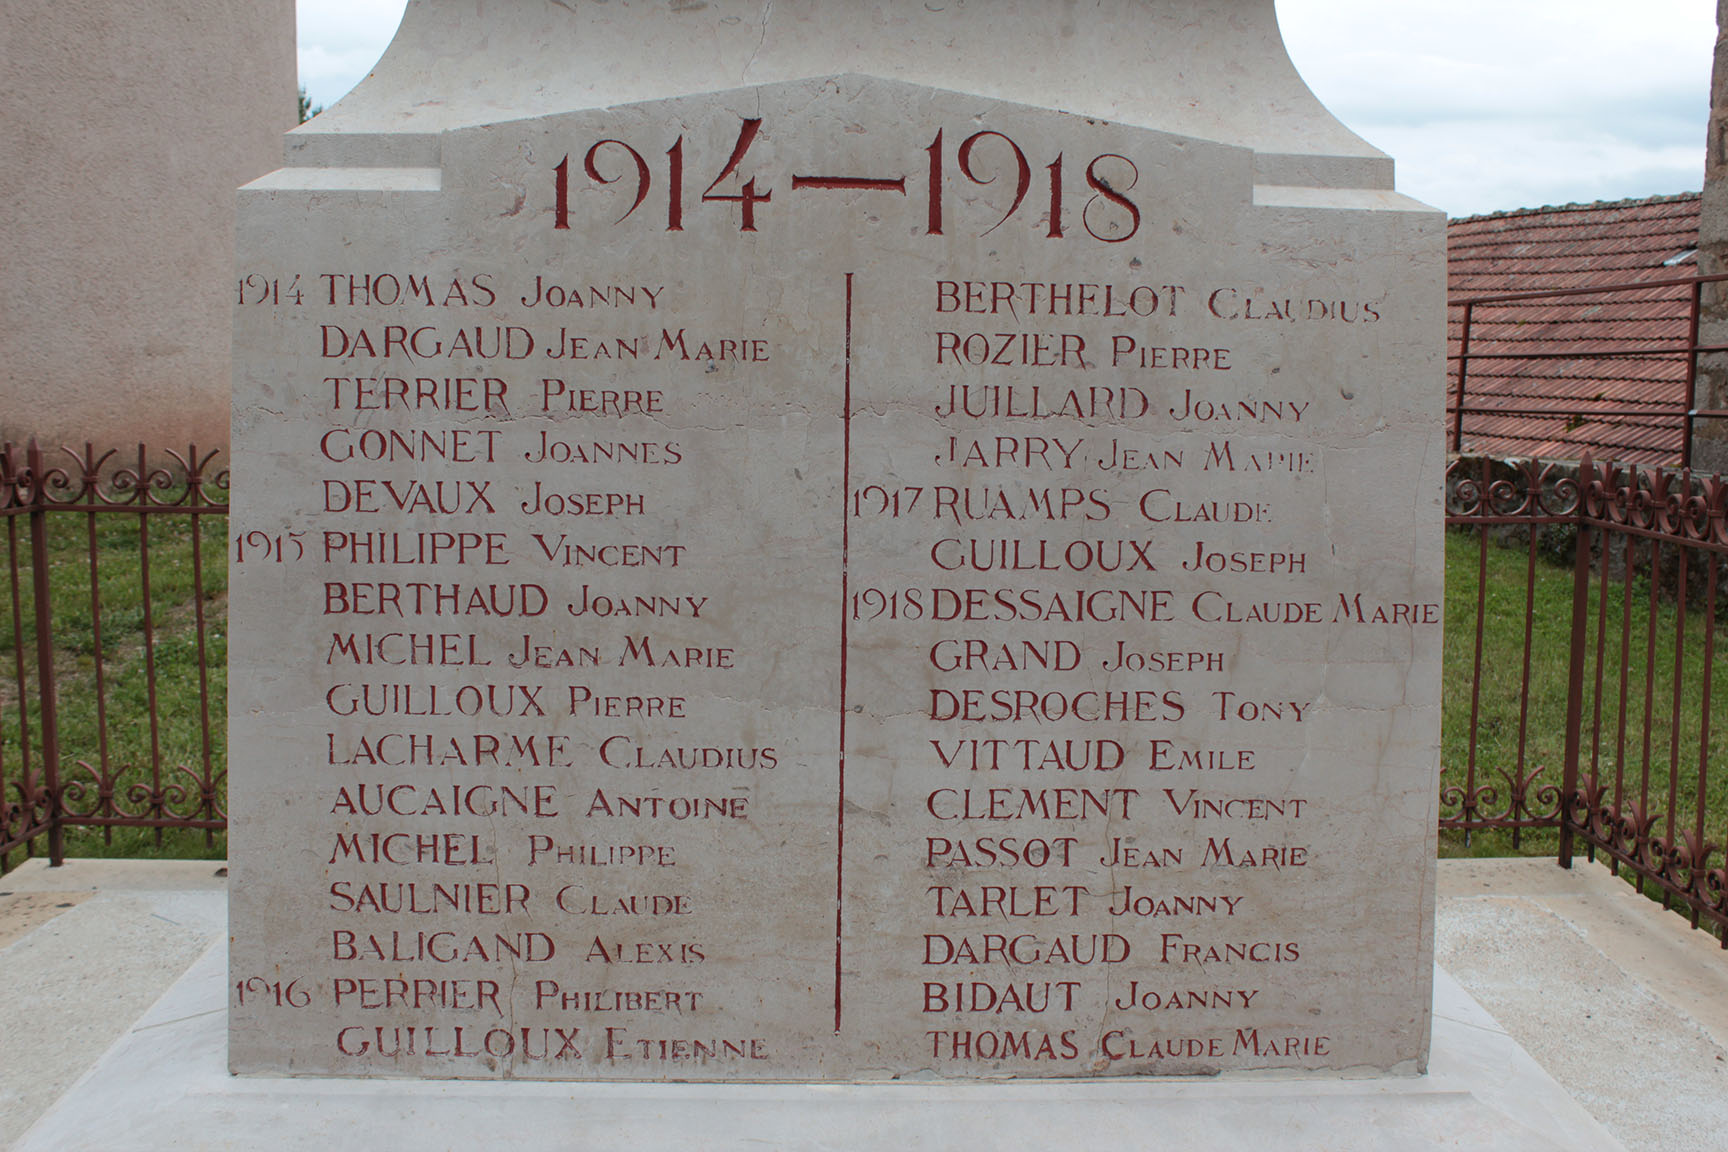 1914—1918
1914 THOMAS JOANNY
DARGAUD JEAN MARIE
TERRIER PIERRE
GONNET JOANNES
DEVAUX JOSEPH
1915 PHILIPPE VINCENT
BERTHAUD JOANNY
MICHEL JEAN MARIE
GUILLOUX PIERRE
LACHARME CLAUDIUS
AUCAIGNE ANTOINE
MICHEL PHILIPPE
SAULNIER CLAUDE
BALIGAND ALEXIS
1916 PERRIER PHILIBERT
GUILLOUX ETIENNE
BERTHELOT CLAUDIUS
ROZIER PIERRE
JUILLARD JOANNY
JARRY JEAN MARIE
1917 RUAMPS CLAUDE
GUILLOUX JOSEPH
1918 DESSAIGNE CLAUDE MARIE
GRAND JOSEPH
DESROCHES TONY
VITTAUD EMILE
CLEMENT VINCENT
PASSOT JEAN MARIE
TARLET JOANNY
DARGAUD FRANCIS
BIDAUT JOANNY
THOMAS CLAUDE MARIE